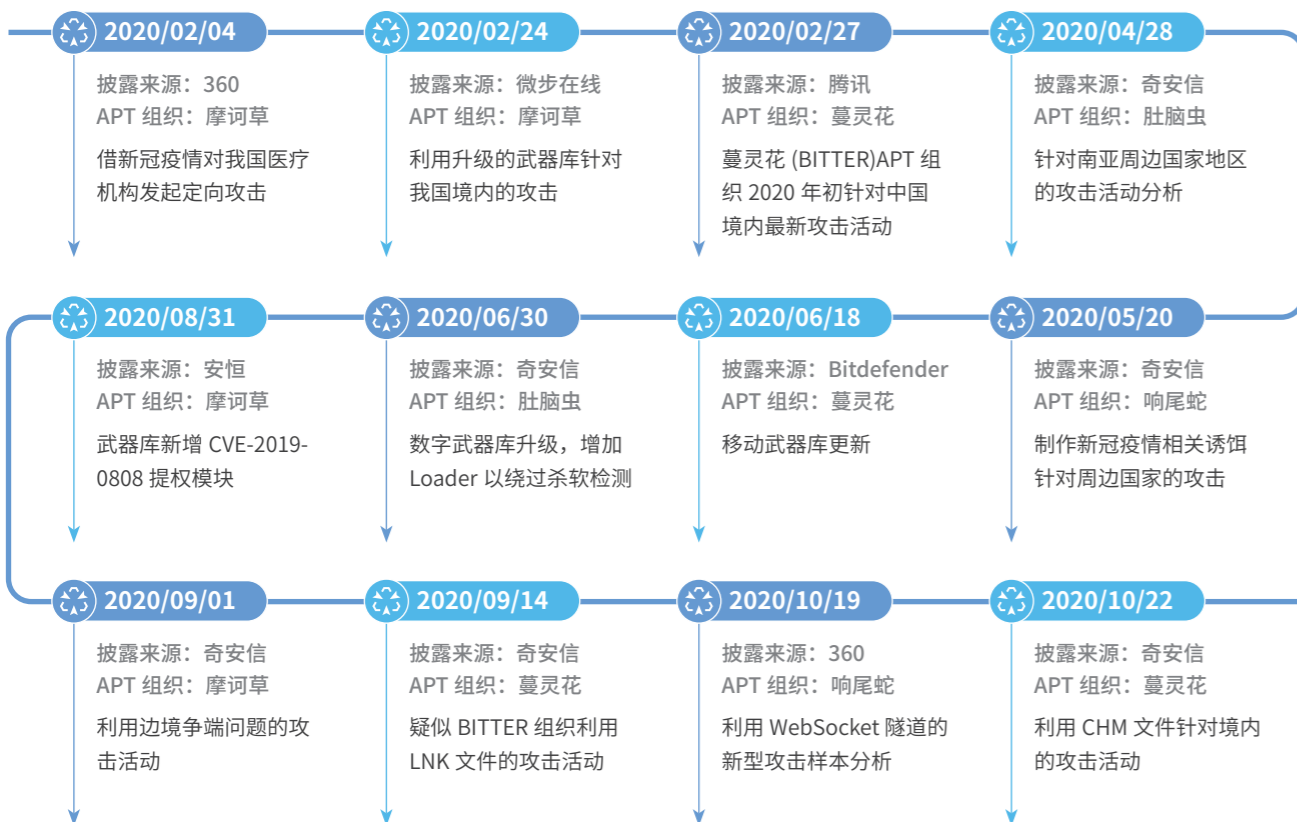 2020/02/04
披露来源：360
APT 组织：摩诃草
借新冠疫情对我国医疗
机构发起定向攻击
2020/02/24
披露来源：微步在线
APT 组织：摩诃草
利用升级的武器库针对
我国境内的攻击
2020/02/27
披露来源：腾讯
APT 组织：蔓灵花
蔓灵花 (BITTER)APT 组
织 2020 年初针对中国
境内最新攻击活动
2020/04/28
披露来源：奇安信
APT 组织：肚脑虫
针对南亚周边国家地区
的攻击活动分析
2020/05/20
披露来源：奇安信
APT 组织：响尾蛇
制作新冠疫情相关诱饵
针对周边国家的攻击
2020/06/18
披露来源：Bitdefender
APT 组织：蔓灵花
移动武器库更新
2020/06/30
披露来源：奇安信
APT 组织：肚脑虫
数字武器库升级，增加
Loader 以绕过杀软检测
2020/08/31
披露来源：安恒
APT 组织：摩诃草
武器库新增 CVE-2019-
0808 提权模块
2020/09/01
披露来源：奇安信
APT 组织：摩诃草
利用边境争端问题的攻
击活动
2020/09/14
披露来源：奇安信
APT 组织：蔓灵花
疑似 BITTER 组织利用
LNK 文件的攻击活动
2020/10/19
披露来源：360
APT 组织：响尾蛇
利用 WebSocket 隧道的
新型攻击样本分析
2020/10/22
披露来源：奇安信
APT 组织：蔓灵花
利用 CHM 文件针对境内
的攻击活动